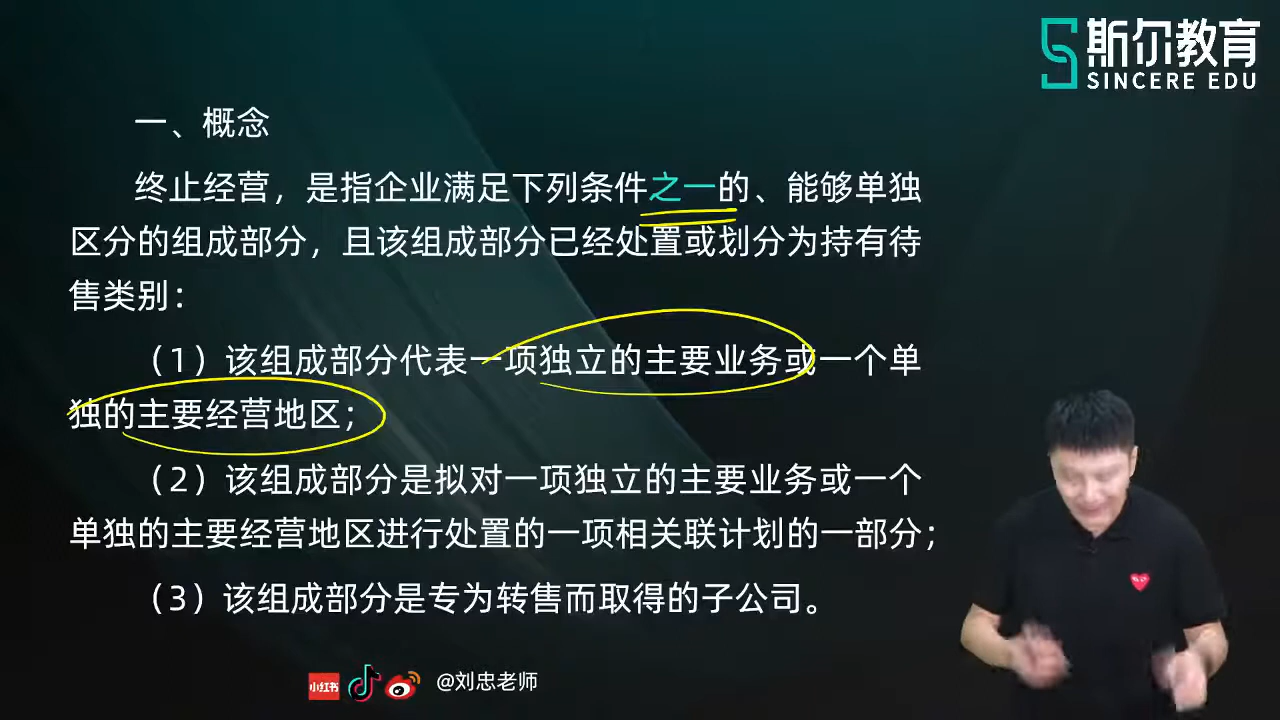 斯尔教育
SINCERE EDU
一、概念
终止经营，是指企业满足下列条件之一的、能够单独
区分的组成部分，且该组成部分已经处置或划分为持有待
售类别：
（1）该组成部分代表一项独立的主要业务或一个单
独的主要经营地区；
（2）该组成部分是拟对一项独立的主要业务或一个
单独的主要经营地区进行处置的一项相关联计划的一部分；
（3）该组成部分是专为转售而取得的子公司。
小红书
@刘忠老师